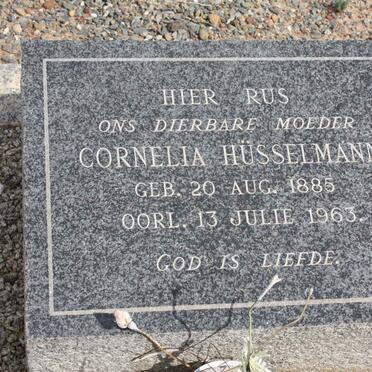 HIER RUS
ONS DIERBARE MOEDER
CORNELIA HÜSSELMANN
GEB. 20 AUG. 1885
OORL. 13 JULIE 1963.
GOD IS LIEFDE.